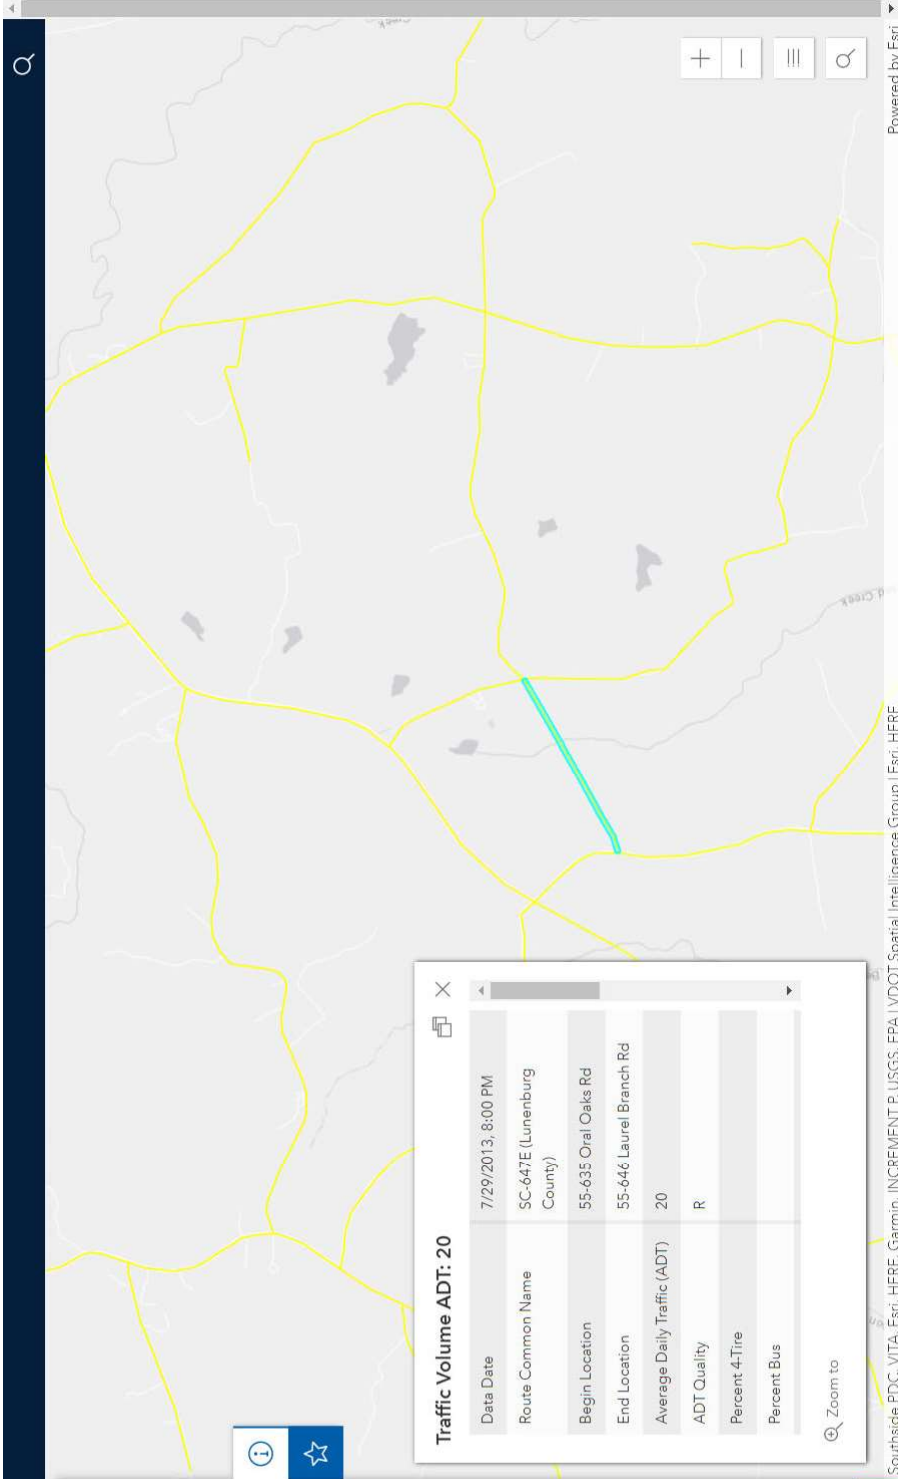 Creek
d Creek
Traffic Volume ADT: 20
Data Date 7/29/2013, 8:00 PM
Route Common Name SC-647E (Lunenburg
County)
Begin Location 55-635 Oral Oaks Rd
End Location 55-646 Laurel Branch Rd
Average Daily Traffic (ADT) 20
ADT Quality R
Percent 4-Tire
Percent Bus
Zoom to
Southside PDC, VITA, Esri, HERE, Garmin, INCREMENT P, USGS, EPA | VDOT Spatial Intelligence Group | Esri, HERE
Powered by Esri